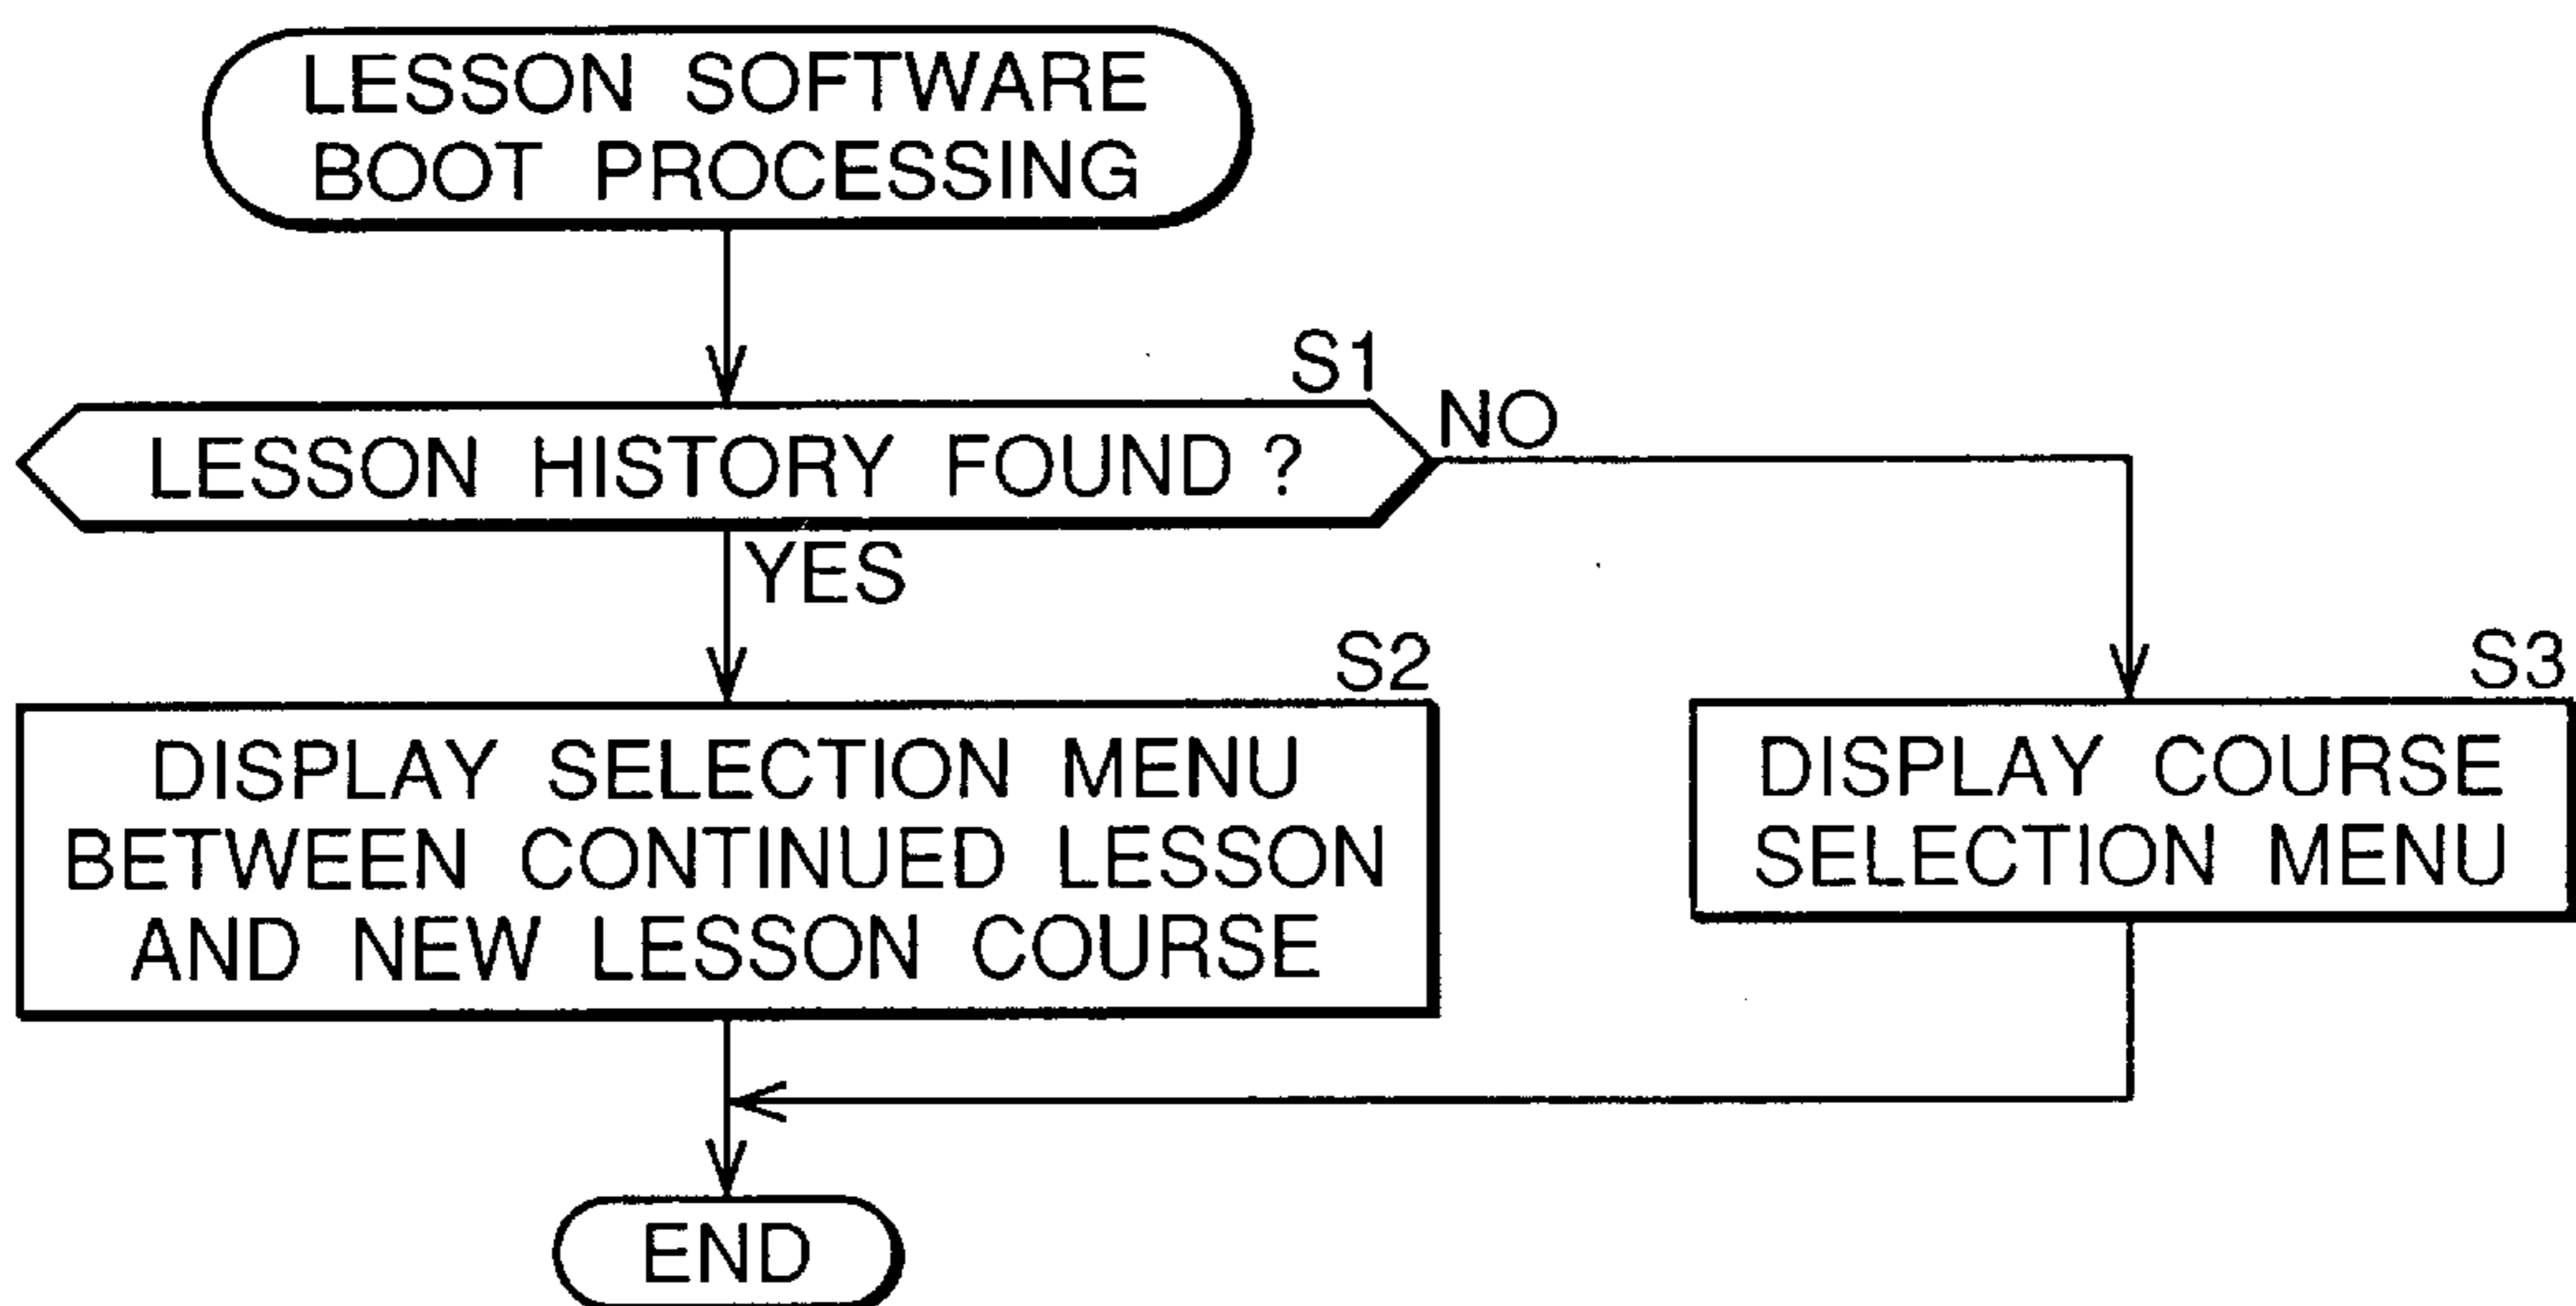 LESSON SOFTWARE
BOOT PROCESSING
S1
LESSON HISTORY FOUND ?
NO
YES
S2
DISPLAY SELECTION MENU
BETWEEN CONTINUED LESSON
AND NEW LESSON COURSE
S3
DISPLAY COURSE
SELECTION MENU
END